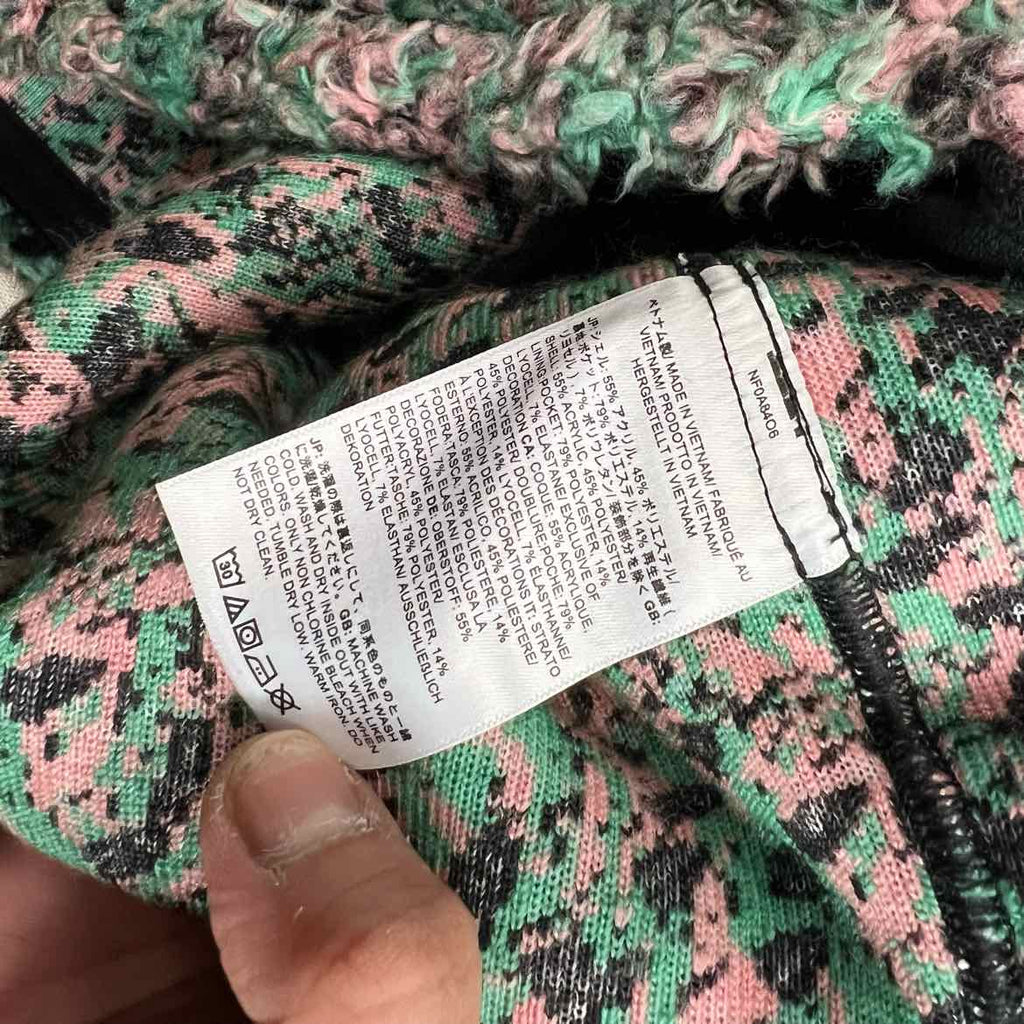 NF0A84O6
ベトナム製/ MADE IN VIETNAM/ FABRIQUÉ AU
VIETNAM/ PRODOTTO IN VIETNAM/
HERGESTELLT IN VIETNAM
JP:シェル: 55% アクリル, 45% ポリエステル/
裏地:ポケット:79% ポリエステル, 14% 再生繊維 (
リヨセル), 7% ポリウレタン/ 装飾部分を除く GB:
SHELL: 55% ACRYLIC, 45% POLYESTER/
LINING,POCKET: 79% POLYESTER, 14%
LYOCELL, 7% ELASTANE/ EXCLUSIVE OF
DECORATION CA: COQUE: 55% ACRYLIQUE,
45% POLYESTER/ DOUBLURE:POCHE: 79%
POLYESTER, 14% LYOCELL, 7% ÉLASTHANNE/
À L'EXCEPTION DES DÉCORATIONS IT: STRATO
ESTERNO: 55% ACRILICO, 45% POLIESTERE/
FODERA:TASCA: 79% POLIESTERE, 14%
LYOCELL, 7% ELASTAN/ ESCLUSA LA
DECORAZIONE DE: OBERSTOFF: 55%
POLYACRYL, 45% POLYESTER/
FUTTER:TASCHE: 79% POLYESTER, 14%
LYOCELL, 7% ELASTHAN/ AUSSCHLIEßLICH
DEKORATION
JP: 洗濯の際は裏返しにして、同系色のものと一緒
に洗濯乾燥してください。 GB: MACHINE WASH
COLD. WASH AND DRY INSIDE OUT WITH LIKE
COLORS. ONLY NON CHLORINE BLEACH WHEN
NEEDED. TUMBLE DRY LOW. WARM IRON. DO
NOT DRY CLEAN.
30